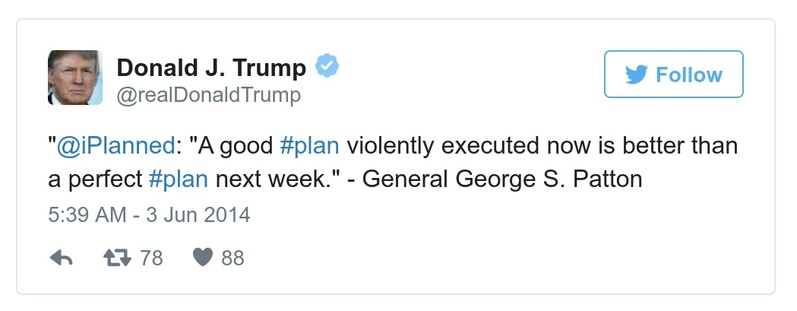 Donald J. Trump
@realDonaldTrump
Follow
"@iPlanned: "A good #plan violently executed now is better than
a perfect #plan next week." - General George S. Patton
5:39 AM - 3 Jun 2014
78 88